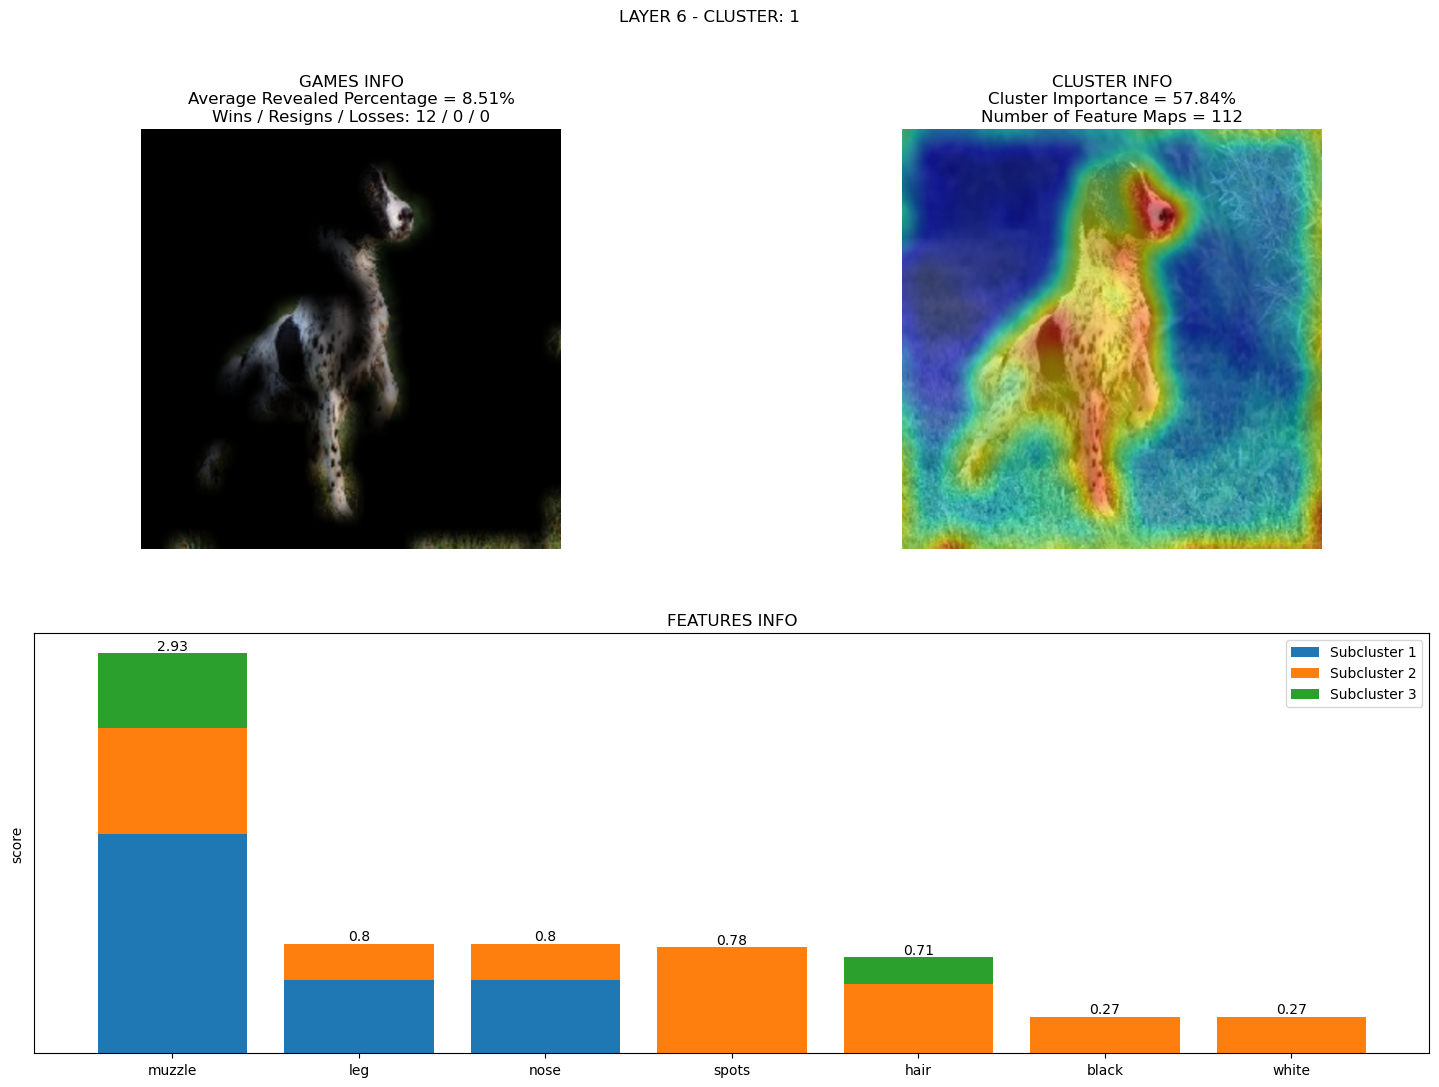 LAYER 6 - CLUSTER: 1
GAMES INFO
Average Revealed Percentage = 8.51%
Wins / Resigns / Losses: 12 / 0 / 0
CLUSTER INFO
Cluster Importance = 57.84%
Number of Feature Maps = 112
FEATURES INFO
score
2.93
0.8
0.8
0.78
0.71
0.27
0.27
Subcluster 1
Subcluster 2
Subcluster 3
muzzle
leg
nose
spots
hair
black
white